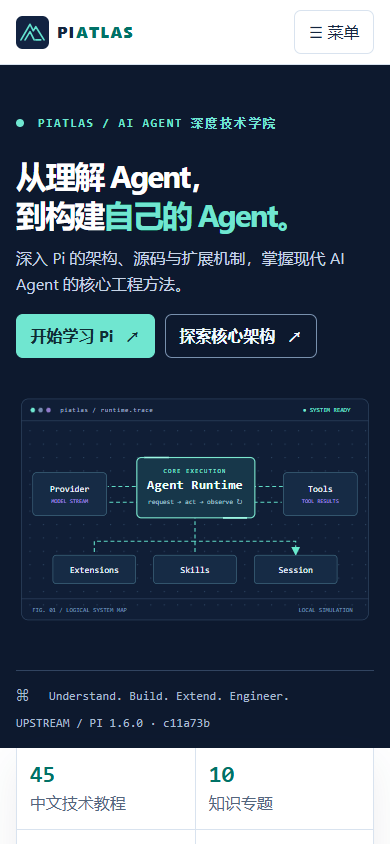 PIATLAS
☰ 菜单
PIATLAS / AI AGENT 深度技术学院
从理解 Agent,
到构建自己的 Agent。
深入 Pi 的架构、源码与扩展机制，掌握现代 AI
Agent 的核心工程方法。
开始学习 Pi ↗
探索核心架构 ↗
piatlas / runtime.trace
SYSTEM READY
CORE EXECUTION
Agent Runtime
request → act → observe ↻
Provider
MODEL STREAM
Tools
TOOL RESULTS
Extensions
Skills
Session
FIG. 01 / LOGICAL SYSTEM MAP
LOCAL SIMULATION
⌘ Understand. Build. Extend. Engineer.
UPSTREAM / PI 1.6.0 · c11a73b
45
中文技术教程
10
知识专题